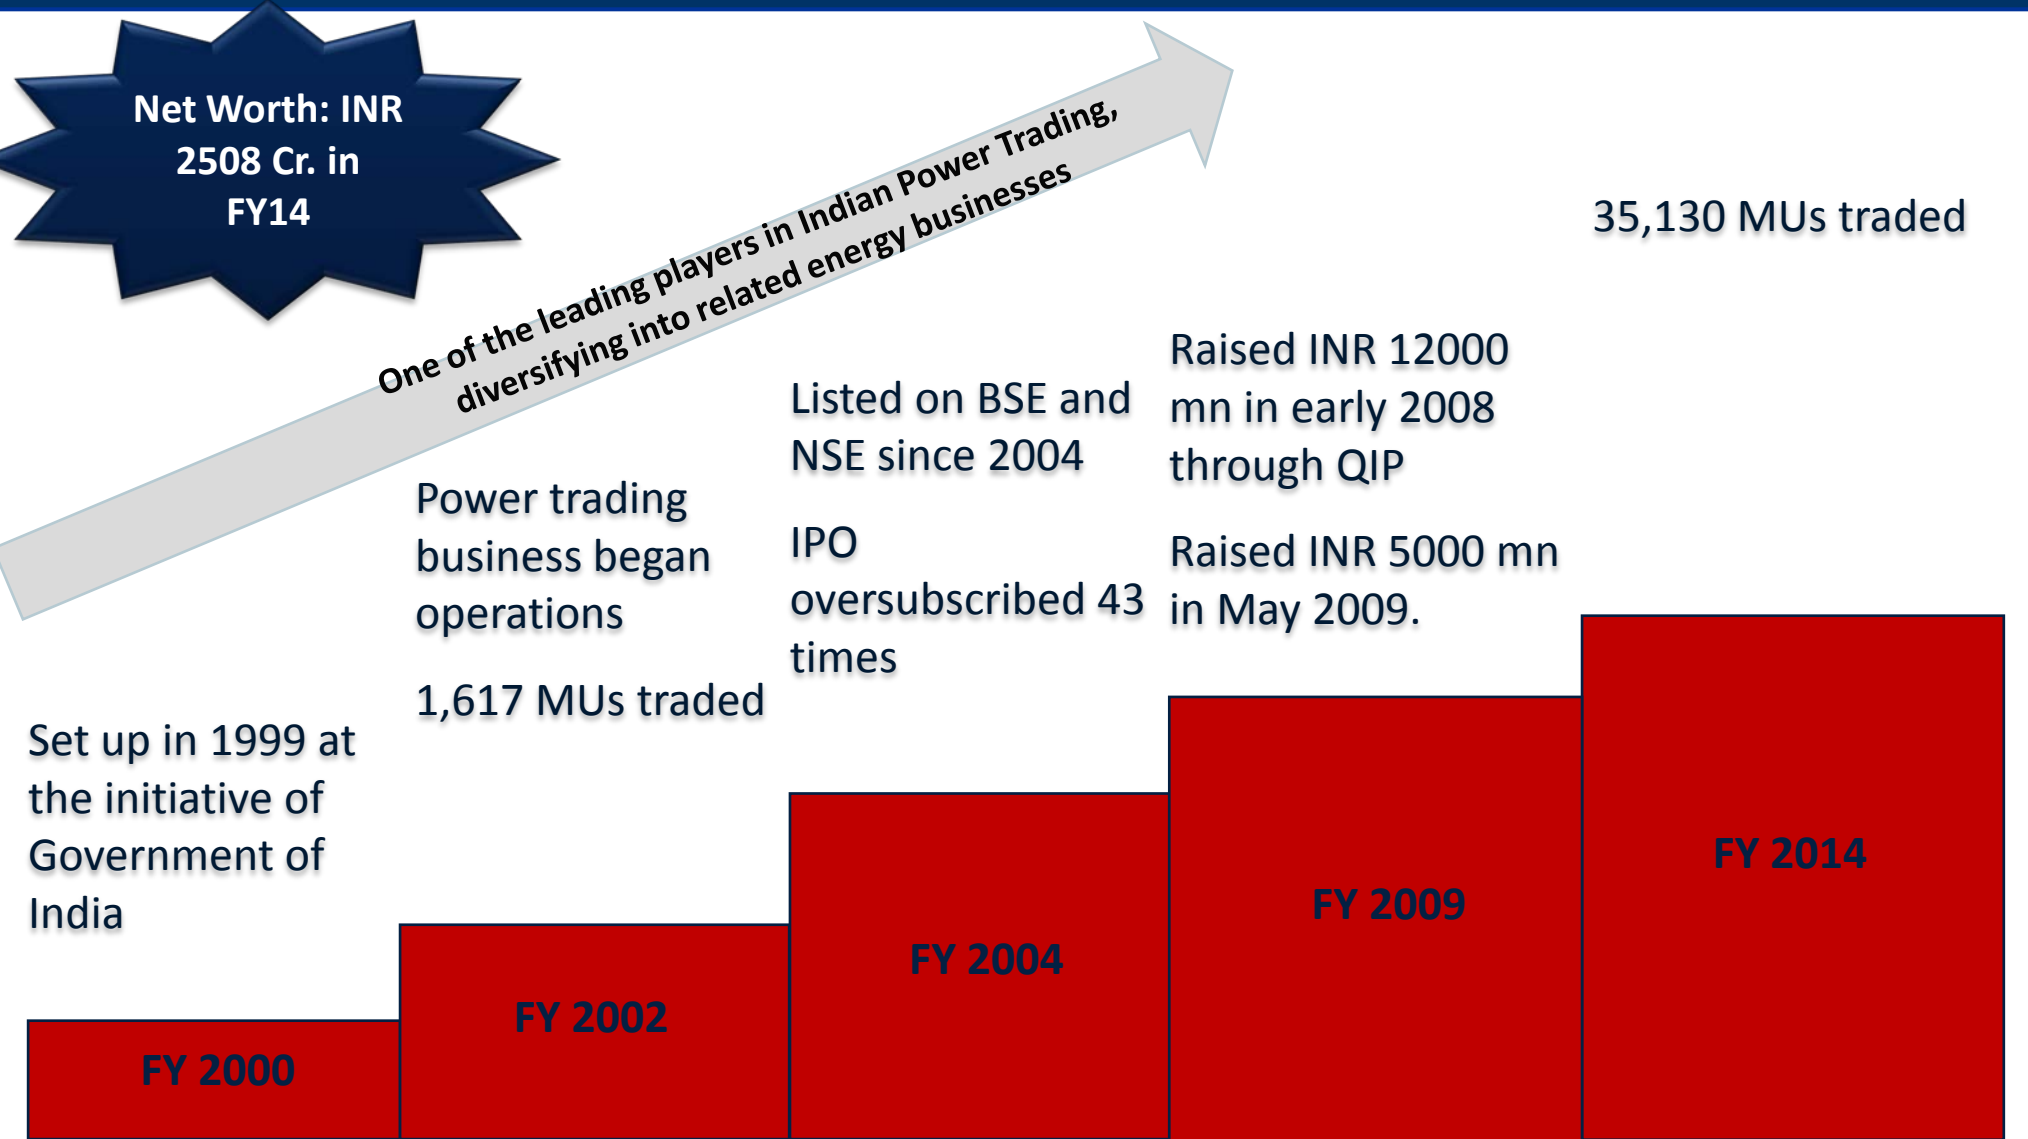 Net Worth: INR
2508 Cr. in
FY14
One of the leading players in Indian Power Trading,
diversifying into related energy businesses
Set up in 1999 at
the initiative of
Government of
India
FY 2000
Power trading
business began
operations
1,617 MUs traded
FY 2002
Listed on BSE and
NSE since 2004
IPO
oversubscribed 43
times
FY 2004
Raised INR 12000
mn in early 2008
through QIP
Raised INR 5000 mn
in May 2009.
FY 2009
35,130 MUs traded
FY 2014